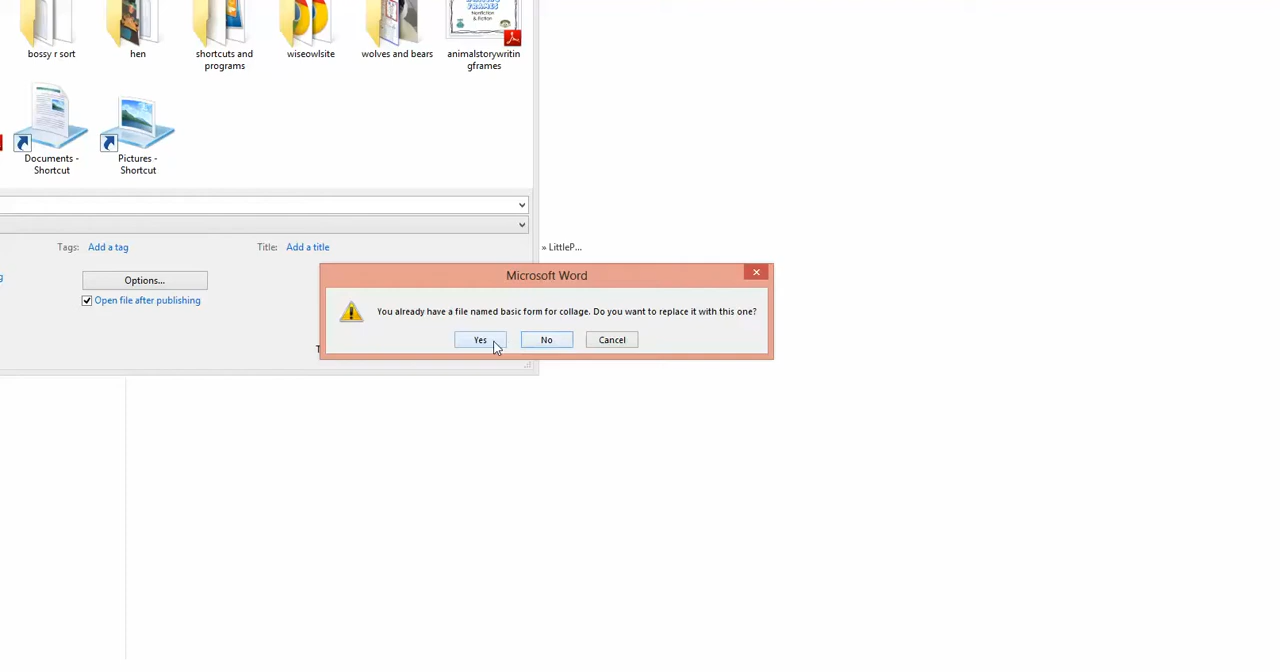 bossy r sort
hen
shortcuts and
programs
wiseowlsite
wolves and bears
Nonfiction
& Fiction
animalstorywritin
gframes
Documents -
Shortcut
Pictures -
Shortcut
Tags: Add a tag
Title: Add a title
» LittleP...
Options...
Open file after publishing
Microsoft Word
You already have a file named basic form for collage. Do you want to replace it with this one?
Yes
No
Cancel